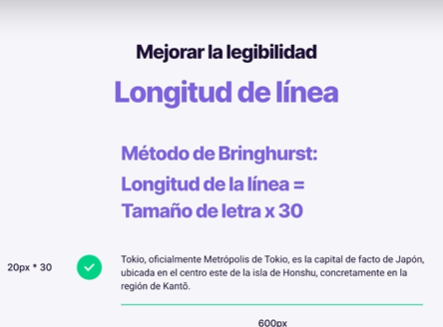 Mejorar la legibilidad
Longitud de línea
Método de Bringhurst:
Longitud de la línea =
Tamaño de letra x 30
20px * 30
Tokio, oficialmente Metrópolis de Tokio, es la capital de facto de Japón,
ubicada en el centro este de la isla de Honshu, concretamente en la
región de Kantō.
600px